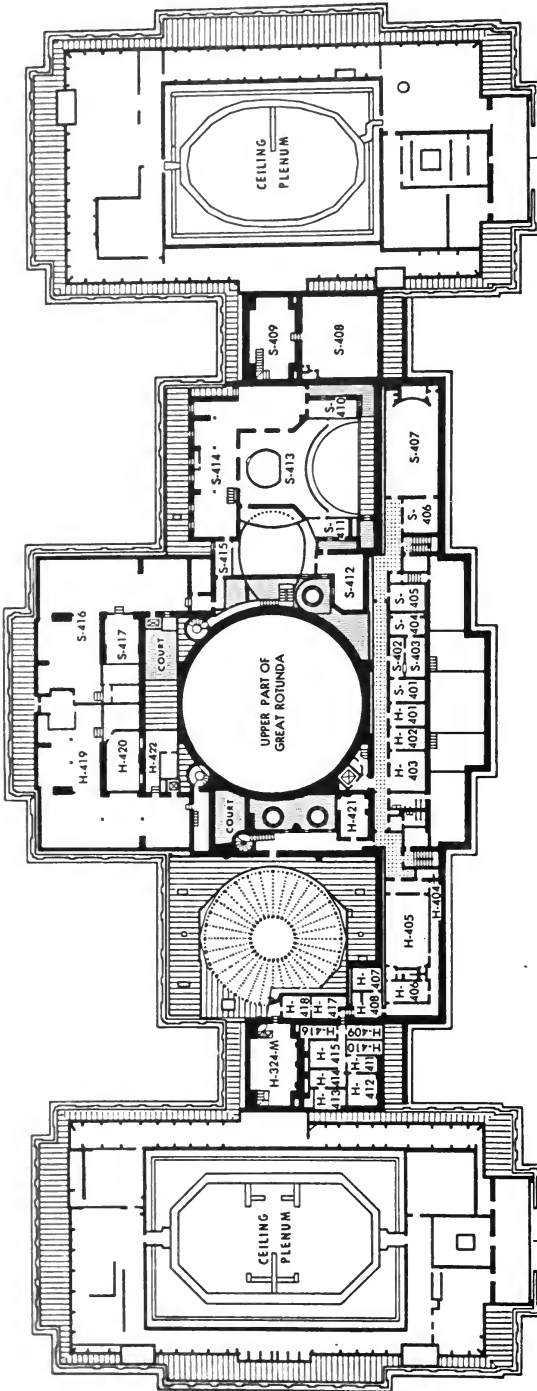 CEILING
PLENUM
S-409
S-408
S-414
S-413
S-
410
S-
411
S-407
S-
406
S-415
S-412
S-416
S-417
COURT
UPPER PART OF
GREAT ROTUNDA
S-
405
S-
404
S-402
S-403
S-
401
H-
401
H-
402
H-
403
H-419
H-420
H-422
COURT
H-421
H-404
H-405
H-
406
H-
407
H-
408
H-
418
H-
417
H-416
H-409
H-410
H-324-M
H-
415
H-
414
H-
413
H-
411
H-
412
CEILING
PLENUM